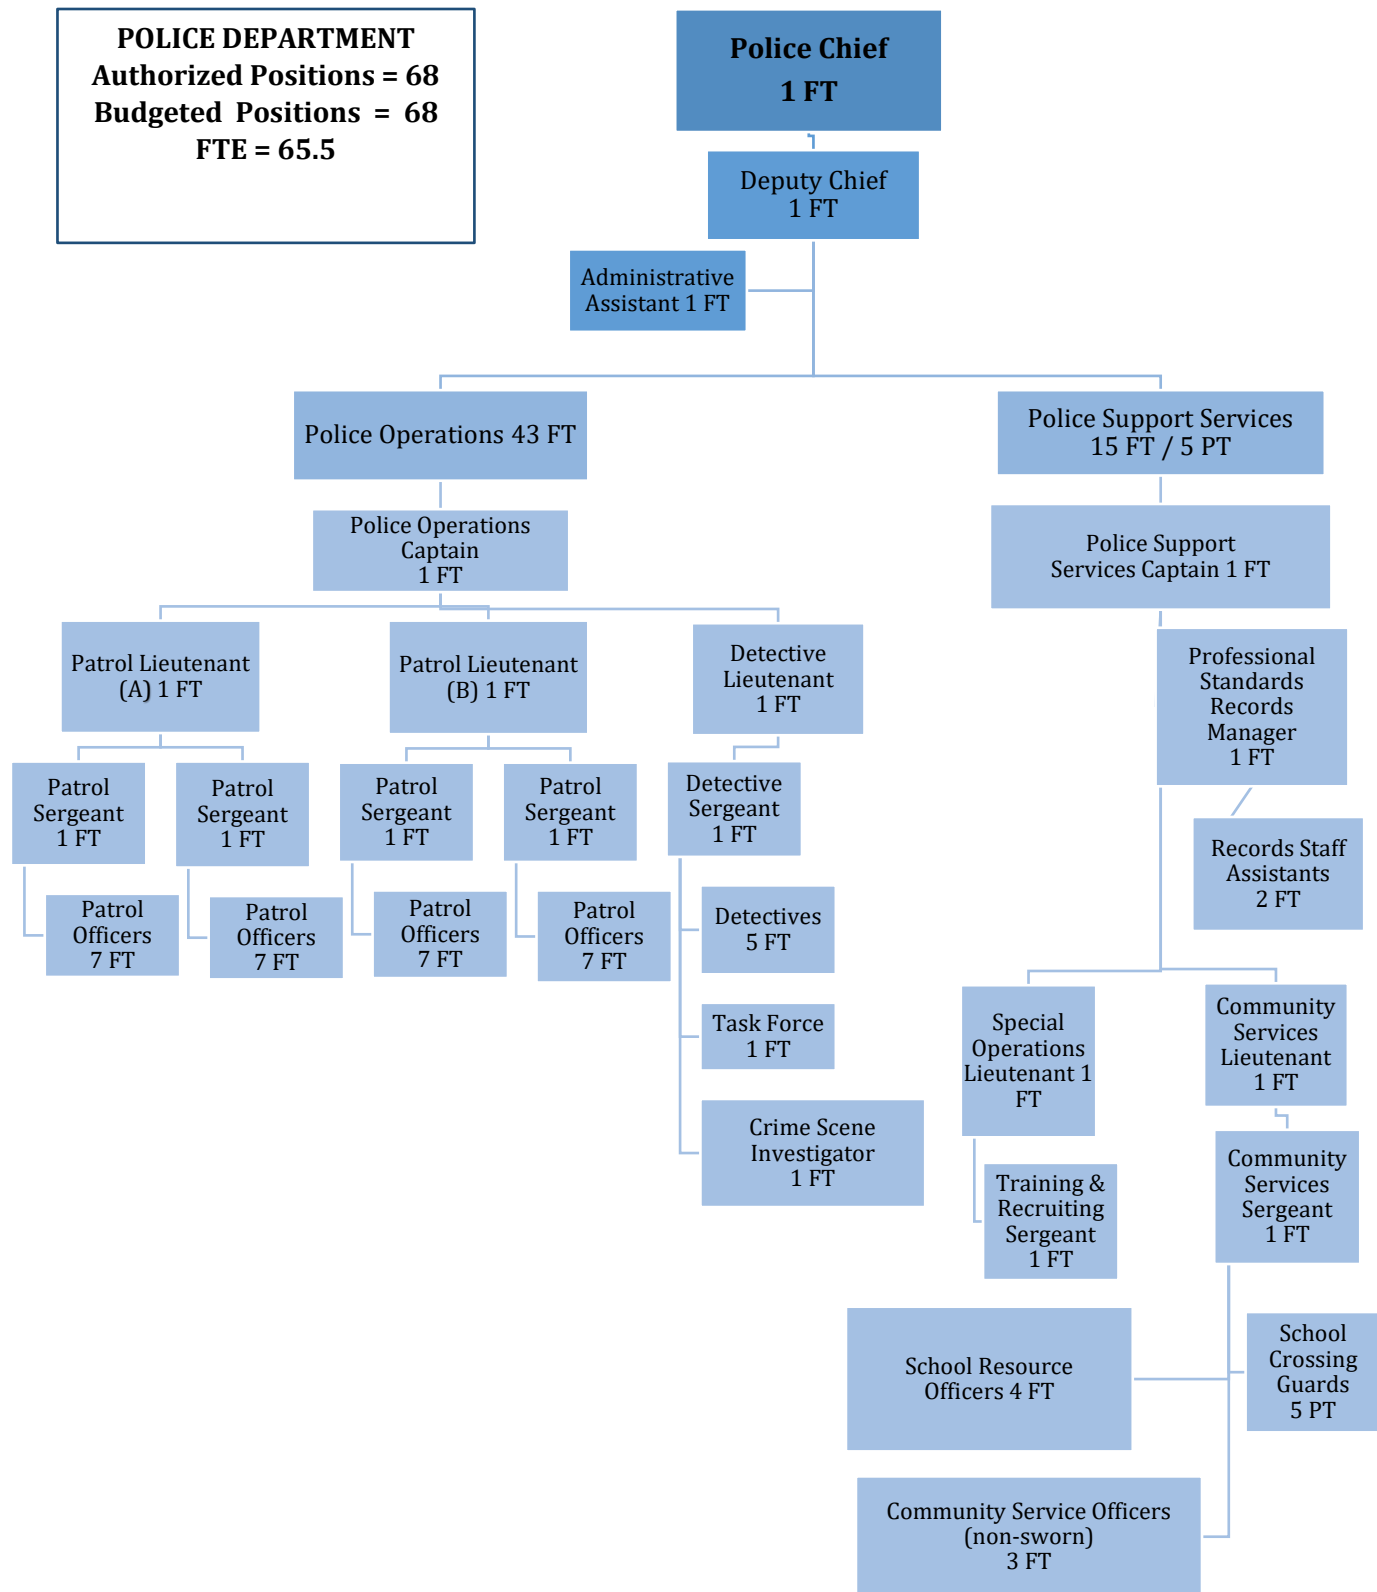 POLICE DEPARTMENT
Authorized Positions = 68
Budgeted Positions = 68
FTE = 65.5
Police Chief
1 FT
Deputy Chief
1 FT
Administrative
Assistant 1 FT
Police Operations 43 FT
Police Support Services
15 FT / 5 PT
Police Operations
Captain
1 FT
Police Support
Services Captain 1 FT
Patrol Lieutenant
(A) 1 FT
Patrol Lieutenant
(B) 1 FT
Detective
Lieutenant
1 FT
Professional
Standards
Records
Manager
1 FT
Patrol
Sergeant
1 FT
Patrol
Sergeant
1 FT
Patrol
Sergeant
1 FT
Patrol
Sergeant
1 FT
Detective
Sergeant
1 FT
Records Staff
Assistants
2 FT
Patrol
Officers
7 FT
Patrol
Officers
7 FT
Patrol
Officers
7 FT
Patrol
Officers
7 FT
Detectives
5 FT
Task Force
1 FT
Crime Scene
Investigator
1 FT
Special
Operations
Lieutenant 1
FT
Community
Services
Lieutenant
1 FT
Training &
Recruiting
Sergeant
1 FT
Community
Services
Sergeant
1 FT
School Resource
Officers 4 FT
School
Crossing
Guards
5 PT
Community Service Officers
(non-sworn)
3 FT